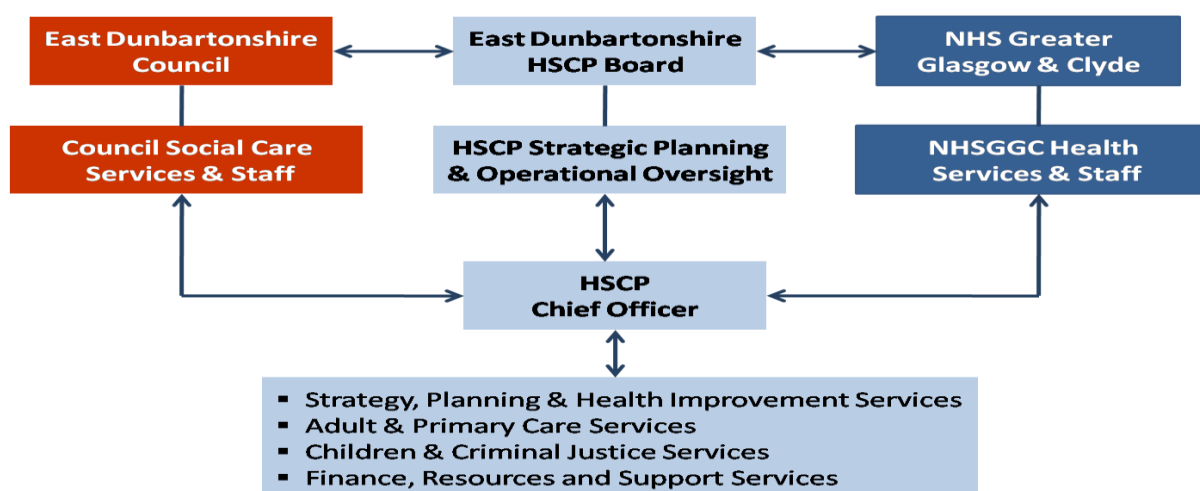 East Dunbartonshire
Council
East Dunbartonshire
HSCP Board
NHS Greater
Glasgow & Clyde
Council Social Care
Services & Staff
HSCP Strategic Planning
& Operational Oversight
NHSGGC Health
Services & Staff
HSCP
Chief Officer
▪ Strategy, Planning & Health Improvement Services
▪ Adult & Primary Care Services
▪ Children & Criminal Justice Services
▪ Finance, Resources and Support Services